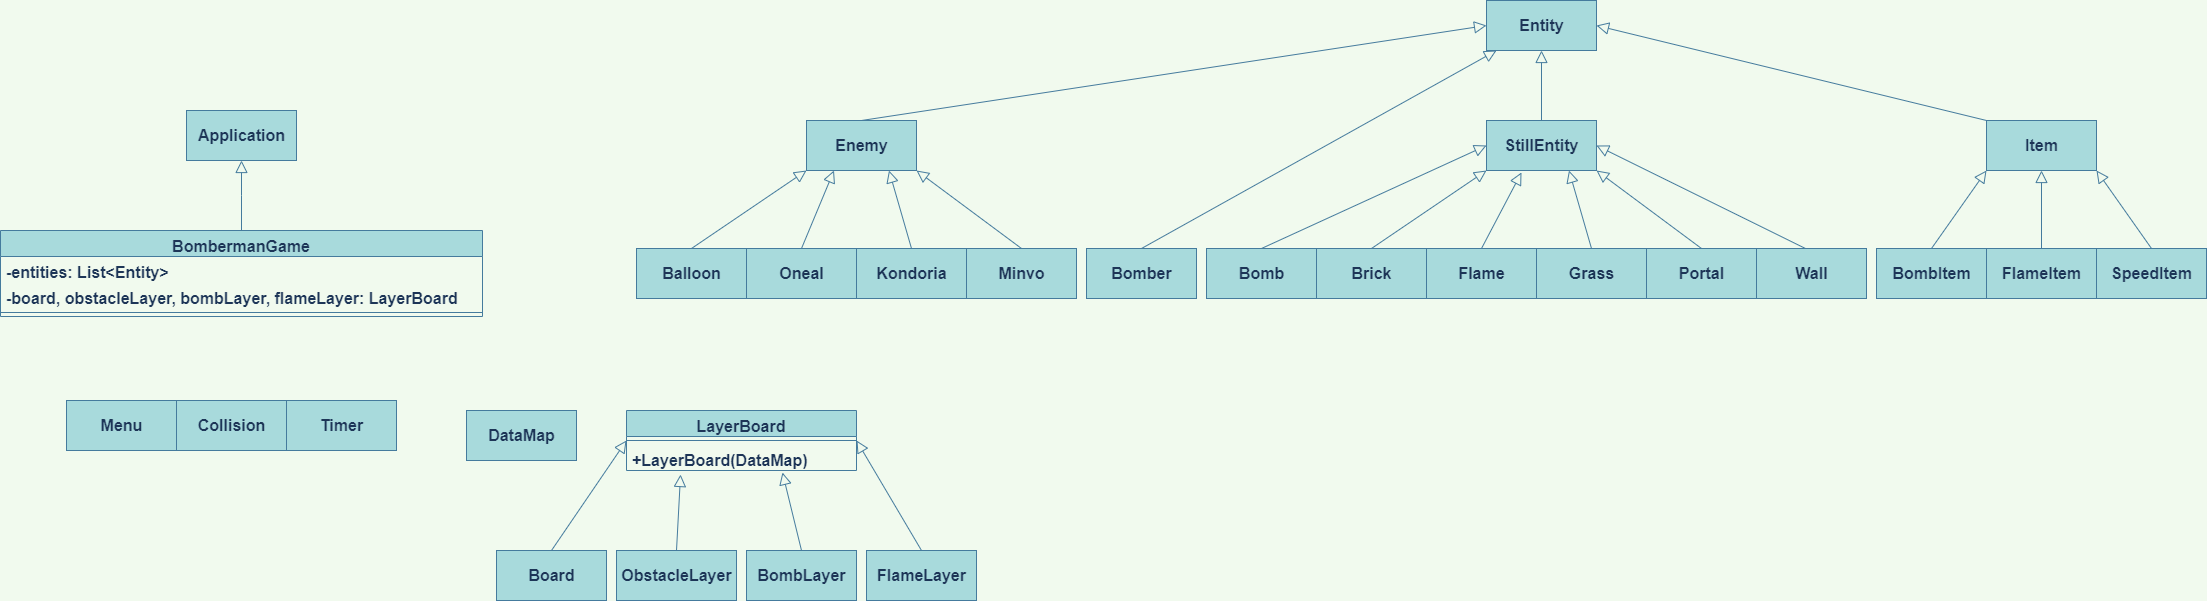 Entity
Application
Enemy
StillEntity
Item
BombermanGame
-entities: List<Entity>
-board, obstacleLayer, bombLayer, flameLayer: LayerBoard
Balloon
Oneal
Kondoria
Minvo
Bomber
Bomb
Brick
Flame
Grass
Portal
Wall
BombItem
FlameItem
SpeedItem
Menu
Collision
Timer
DataMap
LayerBoard
+LayerBoard(DataMap)
Board
ObstacleLayer
BombLayer
FlameLayer